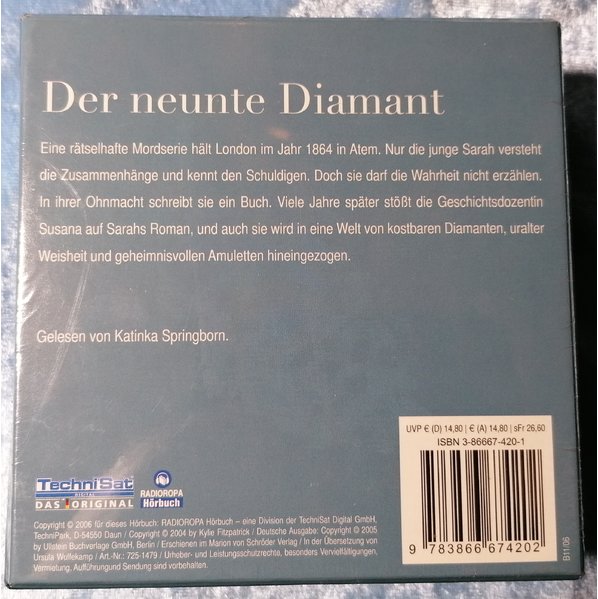 Der neunte Diamant
Eine rätselhafte Mordserie hält London im Jahr 1864 in Atem. Nur die junge Sarah versteht
die Zusammenhänge und kennt den Schuldigen. Doch sie darf die Wahrheit nicht erzählen.
In ihrer Ohnmacht schreibt sie ein Buch. Viele Jahre später stößt die Geschichtsdozentin
Susana auf Sarahs Roman, und auch sie wird in eine Welt von kostbaren Diamanten, uralter
Weisheit und geheimnisvollen Amuletten hineingezogen.
Gelesen von Katinka Springborn.
UVP € (D) 14,80 | € (A) 14,80 | sFr 26,60
ISBN 3-86667-420-1
9 783866 674202
B11/06
TechniSat
DIGITAL
DAS ORIGINAL
RADIOROPA
Hörbuch
Copyright © 2006 für dieses Hörbuch: RADIOROPA Hörbuch – eine Division der TechniSat Digital GmbH,
TechniPark, D-54550 Daun / Copyright © 2004 by Kylie Fitzpatrick / Deutsche Ausgabe: Copyright © 2005
by Ullstein Buchverlage GmbH, Berlin / Erschienen im Marion von Schröder Verlag / In der Übersetzung von
Ursula Wulfekamp / Art.-Nr.: 725-1479 / Urheber- und Leistungsschutzrechte, besonders Vervielfältigungen,
Vermietung, Aufführung und Sendung sind vorbehalten.